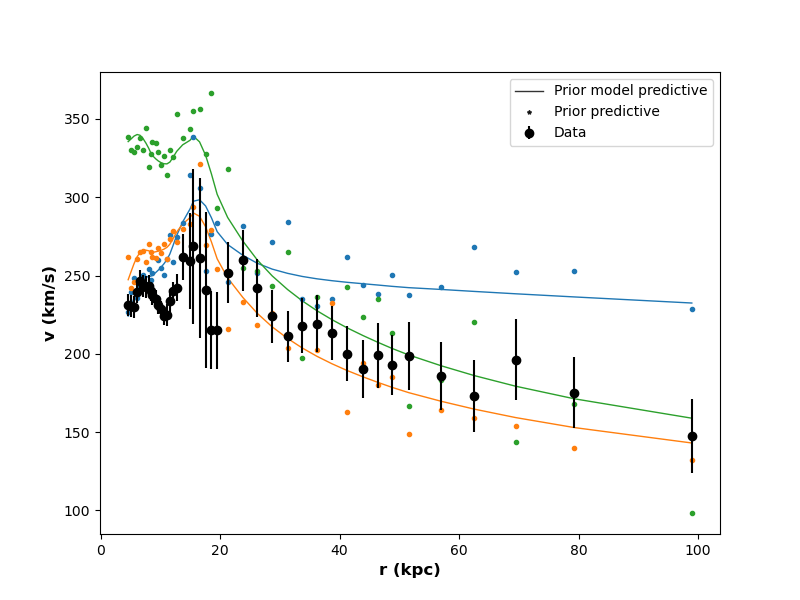 Prior model predictive
Prior predictive
Data
350
300
250
200
150
100
v (km/s)
0 20 40 60 80 100
r (kpc)